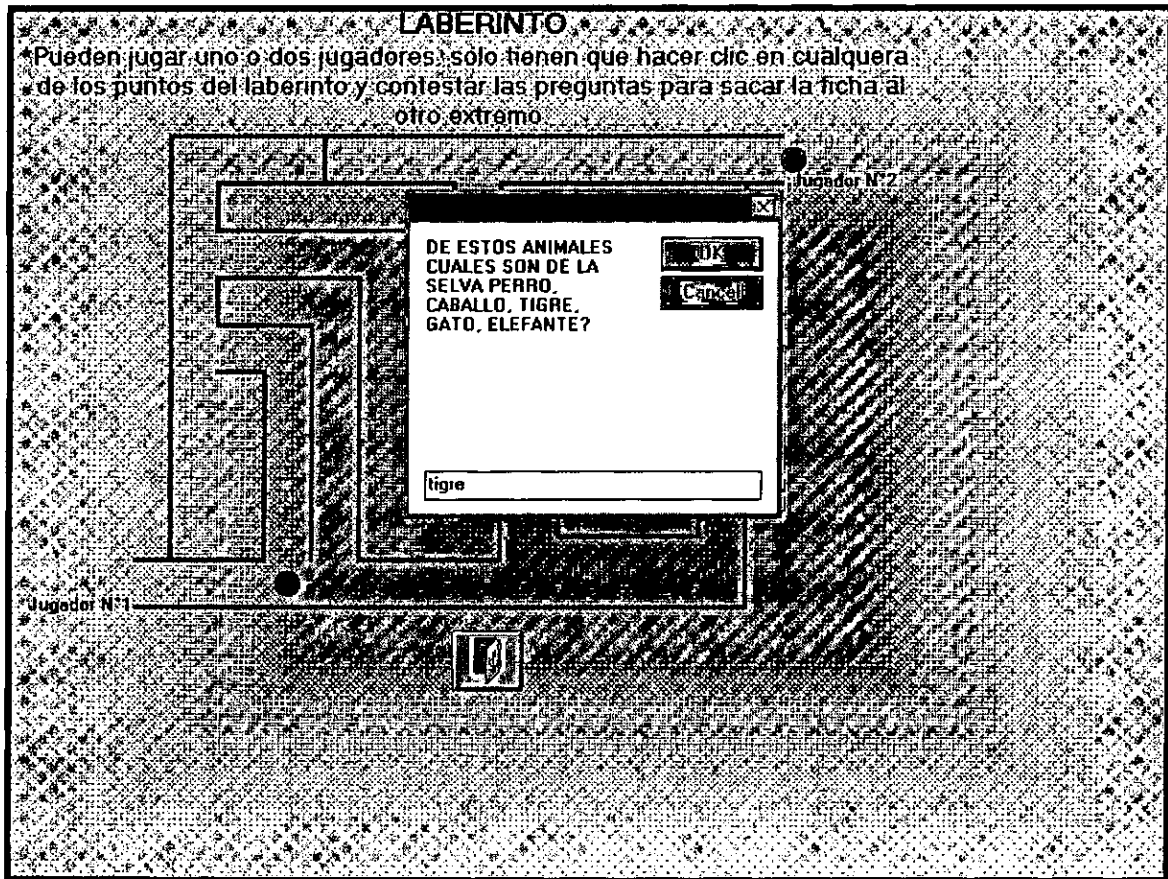 LABERINTO
Pueden jugar uno o dos jugadores, solo tienen que hacer clic en cualquera
de los puntos del laberinto y contestar las preguntas para sacar la ficha al
otro extremo
Jugador N°2
DE ESTOS ANIMALES
CUALES SON DE LA
SELVA PERRO,
CABALLO, TIGRE,
GATO, ELEFANTE?
OK
Cancel
tigre
Jugador N°1